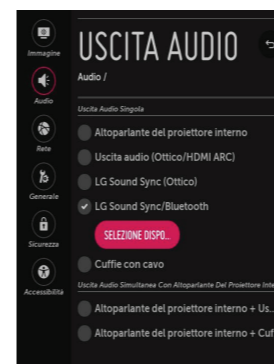 USCITA AUDIO
Immagine
Audio /
Audio
Uscita Audio Singola
Altoparlante del proiettore interno
Rete
Uscita audio (Ottico/HDMI ARC)
LG Sound Sync (Ottico)
Generale
LG Sound Sync/Bluetooth
SELEZIONE DISPO...
Sicurezza
Cuffie con cavo
Uscita Audio Simultanea Con Altoparlante Del Proiettore Inte
Accessibilità
Altoparlante del proiettore interno + Us...
Altoparlante del proiettore interno + Cuf